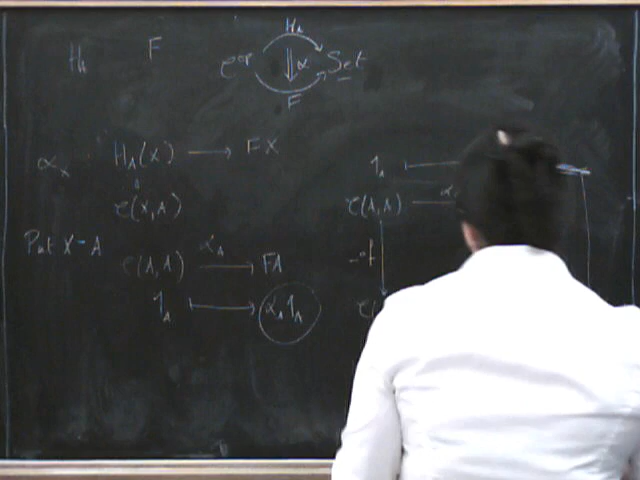 H_A F
H_A
C^op ⇓ α Set
F
α_X H_A(X) → FX
C(X,A)
Put X = A
C(A,A) α_A → FA
1_A ↦ α_A 1_A
1_A ↦
C(A,A) α
-∘f
C(